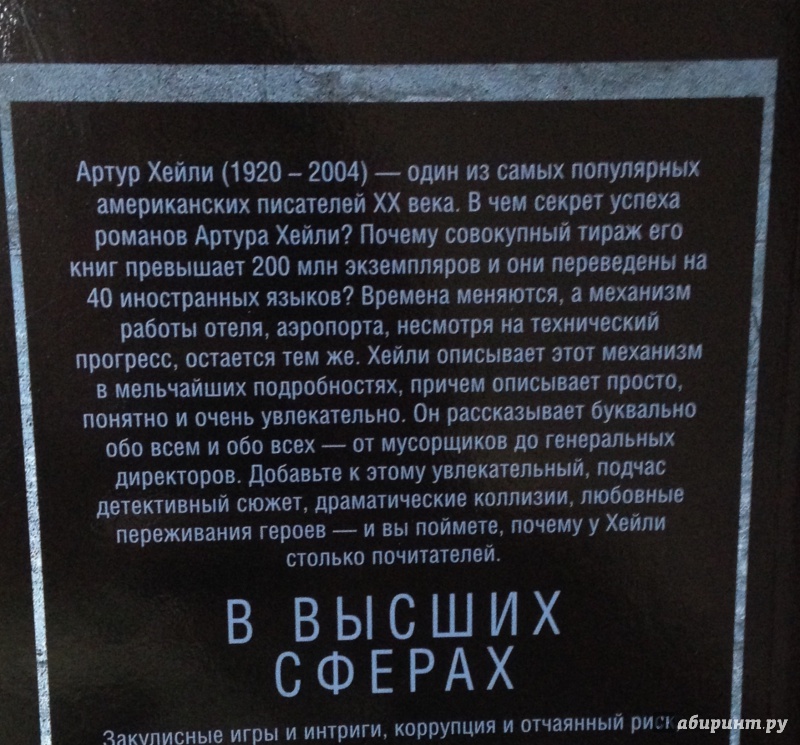 Артур Хейли (1920 – 2004) — один из самых популярных
американских писателей XX века. В чем секрет успеха
романов Артура Хейли? Почему совокупный тираж его
книг превышает 200 млн экземпляров и они переведены на
40 иностранных языков? Времена меняются, а механизм
работы отеля, аэропорта, несмотря на технический
прогресс, остается тем же. Хейли описывает этот механизм
в мельчайших подробностях, причем описывает просто,
понятно и очень увлекательно. Он рассказывает буквально
обо всем и обо всех — от мусорщиков до генеральных
директоров. Добавьте к этому увлекательный, подчас
детективный сюжет, драматические коллизии, любовные
переживания героев — и вы поймете, почему у Хейли
столько почитателей.
В ВЫСШИХ
СФЕРАХ
Закулисные игры и интриги, коррупция и отчаянный риск
абиринт.ру